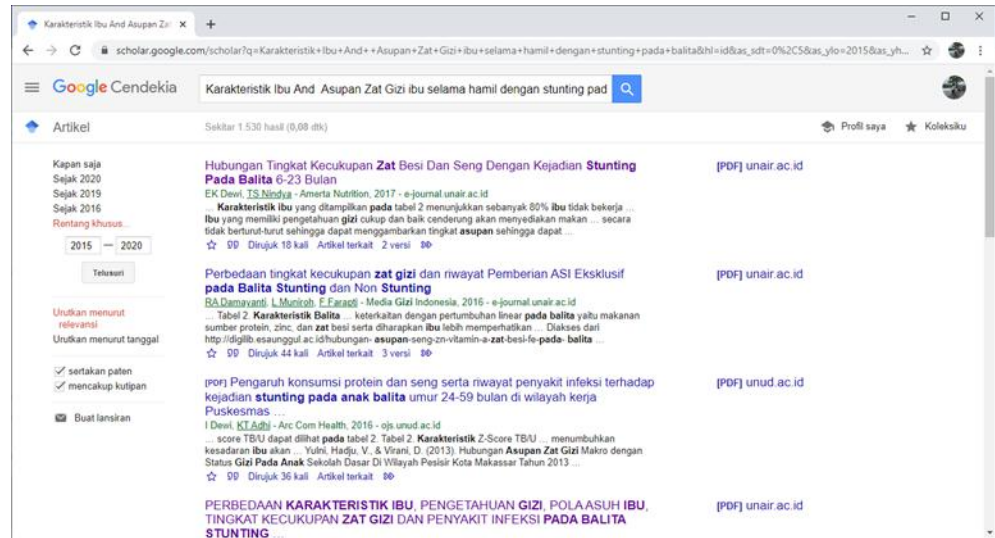 Karakteristik Ibu And Asupan Zat
scholar.google.com/scholar?q=Karakteristik+Ibu+And++Asupan+Zat+Gizi+ibu+selama+hamil+dengan+stunting+pada+balita&hl=id&as_sdt=0%2C5&as_ylo=2015&as_yh...
Google Cendekia
Karakteristik Ibu And Asupan Zat Gizi ibu selama hamil dengan stunting pad
Artikel
Sekitar 1.530 hasil (0,08 dtk)
Profil saya
Koleksiku
Kapan saja
Sejak 2020
Sejak 2019
Sejak 2016
Rentang khusus...
2015 — 2020
Telusuri
Urutkan menurut
relevansi
Urutkan menurut tanggal
sertakan paten
mencakup kutipan
Buat lansiran
Hubungan Tingkat Kecukupan Zat Besi Dan Seng Dengan Kejadian Stunting
Pada Balita 6-23 Bulan
[PDF] unair.ac.id
EK Dewi, TS Nindya - Amerta Nutrition, 2017 - e-journal.unair.ac.id
... Karakteristik ibu yang ditampilkan pada tabel 2 menunjukkan sebanyak 80% ibu tidak bekerja ...
Ibu yang memiliki pengetahuan gizi cukup dan baik cenderung akan menyediakan makan ... secara
tidak berturut-turut sehingga dapat menggambarkan tingkat asupan sehingga dapat ...
Dirujuk 18 kali Artikel terkait 2 versi
Perbedaan tingkat kecukupan zat gizi dan riwayat Pemberian ASI Eksklusif
pada Balita Stunting dan Non Stunting
[PDF] unair.ac.id
RA Damayanti, L Muniroh, F Farapti - Media Gizi Indonesia, 2016 - e-journal.unair.ac.id
... Tabel 2. Karakteristik Balita ... keterkaitan dengan pertumbuhan linear pada balita yaitu makanan
sumber protein, zinc, dan zat besi serta diharapkan ibu lebih memperhatikan ... Diakses dari
http://digilib.esaunggul.ac.id/hubungan- asupan-seng-zn-vitamin-a-zat-besi-fe-pada- balita ...
Dirujuk 44 kali Artikel terkait 3 versi
[PDF] Pengaruh konsumsi protein dan seng serta riwayat penyakit infeksi terhadap
kejadian stunting pada anak balita umur 24-59 bulan di wilayah kerja
Puskesmas ...
[PDF] unud.ac.id
I Dewi, KT Adhi - Arc Com Health, 2016 - ojs.unud.ac.id
... score TB/U dapat dilihat pada tabel 2. Tabel 2. Karakteristik Z-Score TB/U ... menumbuhkan
kesadaran ibu akan ... Yulni, Hadju, V., & Virani, D. (2013). Hubungan Asupan Zat Gizi Makro dengan
Status Gizi Pada Anak Sekolah Dasar Di Wilayah Pesisir Kota Makassar Tahun 2013 ...
Dirujuk 36 kali Artikel terkait
PERBEDAAN KARAKTERISTIK IBU, PENGETAHUAN GIZI, POLA ASUH IBU,
TINGKAT KECUKUPAN ZAT GIZI DAN PENYAKIT INFEKSI PADA BALITA
STUNTING ...
[PDF] unair.ac.id